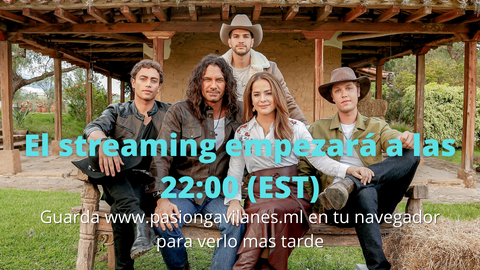 El streaming empezará a las
22:00 (EST)
Guarda www.pasiongavilanes.ml en tu navegador
para verlo mas tarde